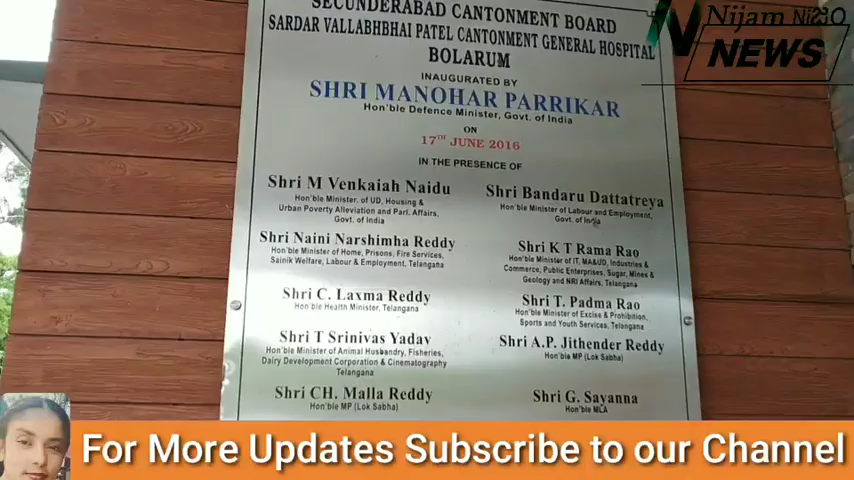 SECUNDERABAD CANTONMENT BOARD
SARDAR VALLABHBHAI PATEL CANTONMENT GENERAL HOSPITAL
BOLARUM
INAUGURATED BY
SHRI MANOHAR PARRIKAR
Hon'ble Defence Minister, Govt. of India
ON
17TH JUNE 2016
IN THE PRESENCE OF
Shri M Venkaiah Naidu
Hon'ble Minister. of UD, Housing &
Urban Poverty Alleviation and Parl. Affairs,
Govt. of India
Shri Bandaru Dattatreya
Hon'ble Minister of Labour and Employment,
Govt. of India
Shri Naini Narshimha Reddy
Hon'ble Minister of Home, Prisons, Fire Services,
Sainik Welfare, Labour & Employment, Telangana
Shri K T Rama Rao
Hon'ble Minister of IT, MA&UD, Industries &
Commerce, Public Enterprises, Sugar, Mines &
Geology and NRI Affairs, Telangana
Shri C. Laxma Reddy
Hon'ble Health Minister, Telangana
Shri T. Padma Rao
Hon'ble Minister of Excise & Prohibition,
Sports and Youth Services, Telangana
Shri T Srinivas Yadav
Hon'ble Minister of Animal Husbandry, Fisheries,
Dairy Development Corporation & Cinematography
Telangana
Shri A.P. Jithender Reddy
Hon'ble MP (Lok Sabha)
Shri CH. Malla Reddy
Hon'ble MP (Lok Sabha)
Shri G. Sayanna
Hon'ble MLA
N Nijam నిజం
NEWS
For More Updates Subscribe to our Channel